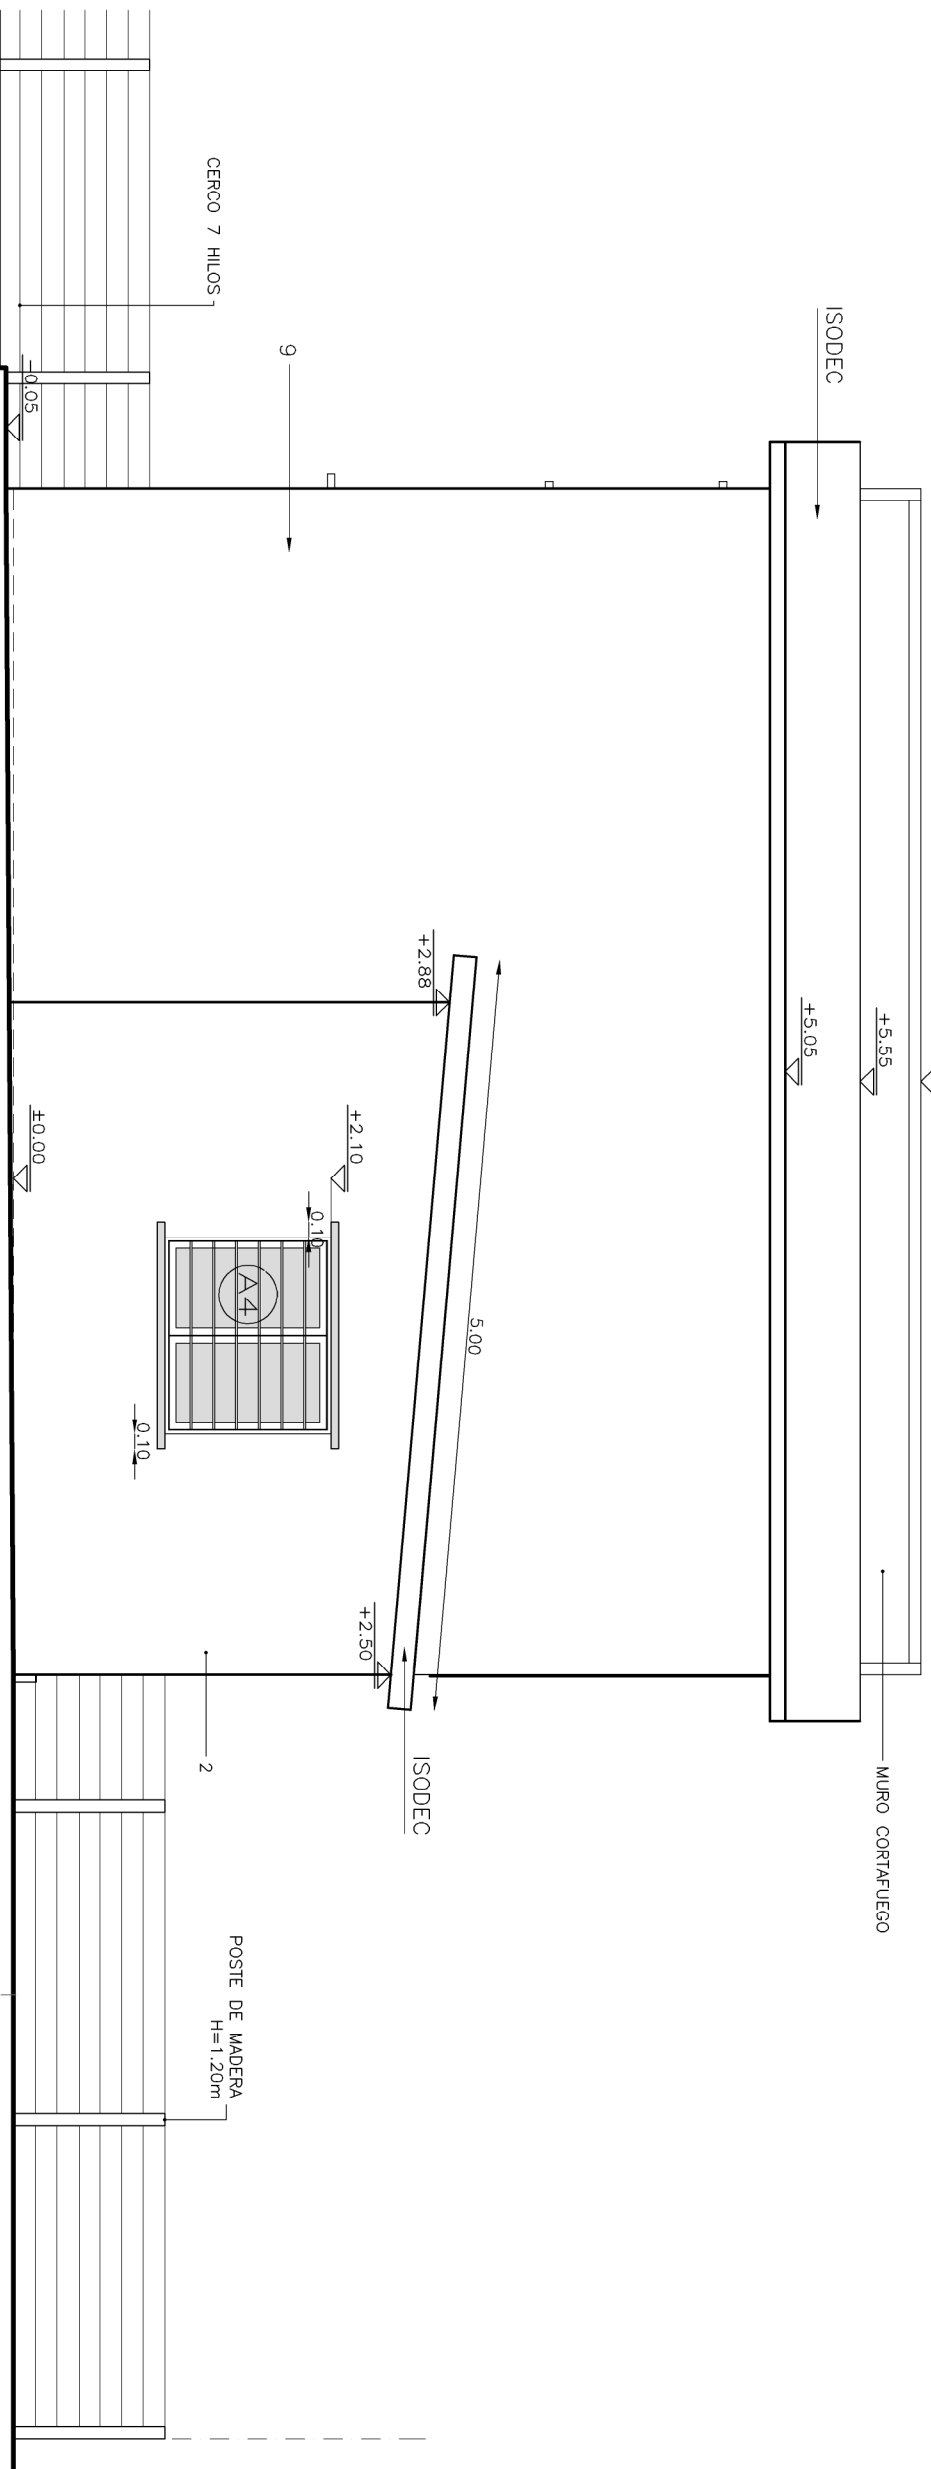 CERCO 7 HILOS
-0.05
9
ISODEC
+5.55
+5.05
+2.88
5.00
+2.10
±0.00
0.10
A4
0.10
+2.50
2
ISODEC
MURO CORTAFUEGO
POSTE DE MADERA
H=1.20m